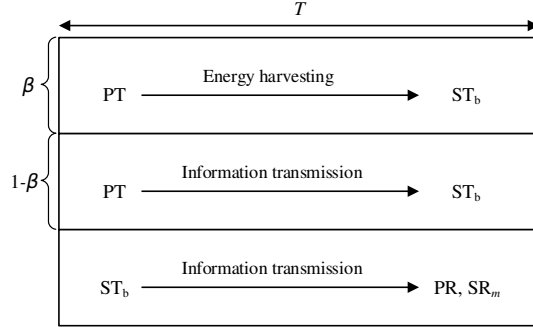 T
Energy harvesting
β
PT
ST_b
Information transmission
1-β
PT
ST_b
Information transmission
ST_b
PR, SR_m